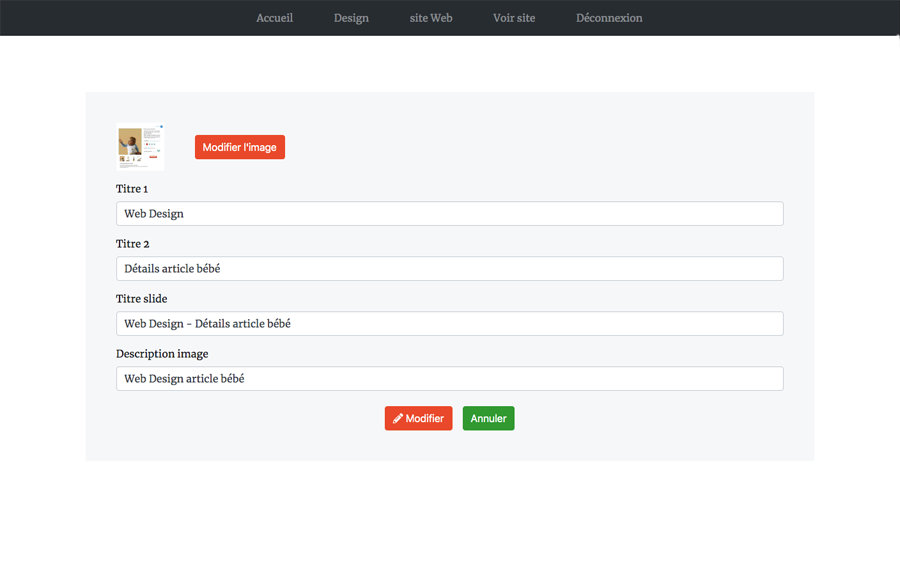 Accueil Design site Web Voir site Déconnexion
Modifier l'image
Titre 1
Web Design
Titre 2
Détails article bébé
Titre slide
Web Design - Détails article bébé
Description image
Web Design article bébé
Modifier Annuler